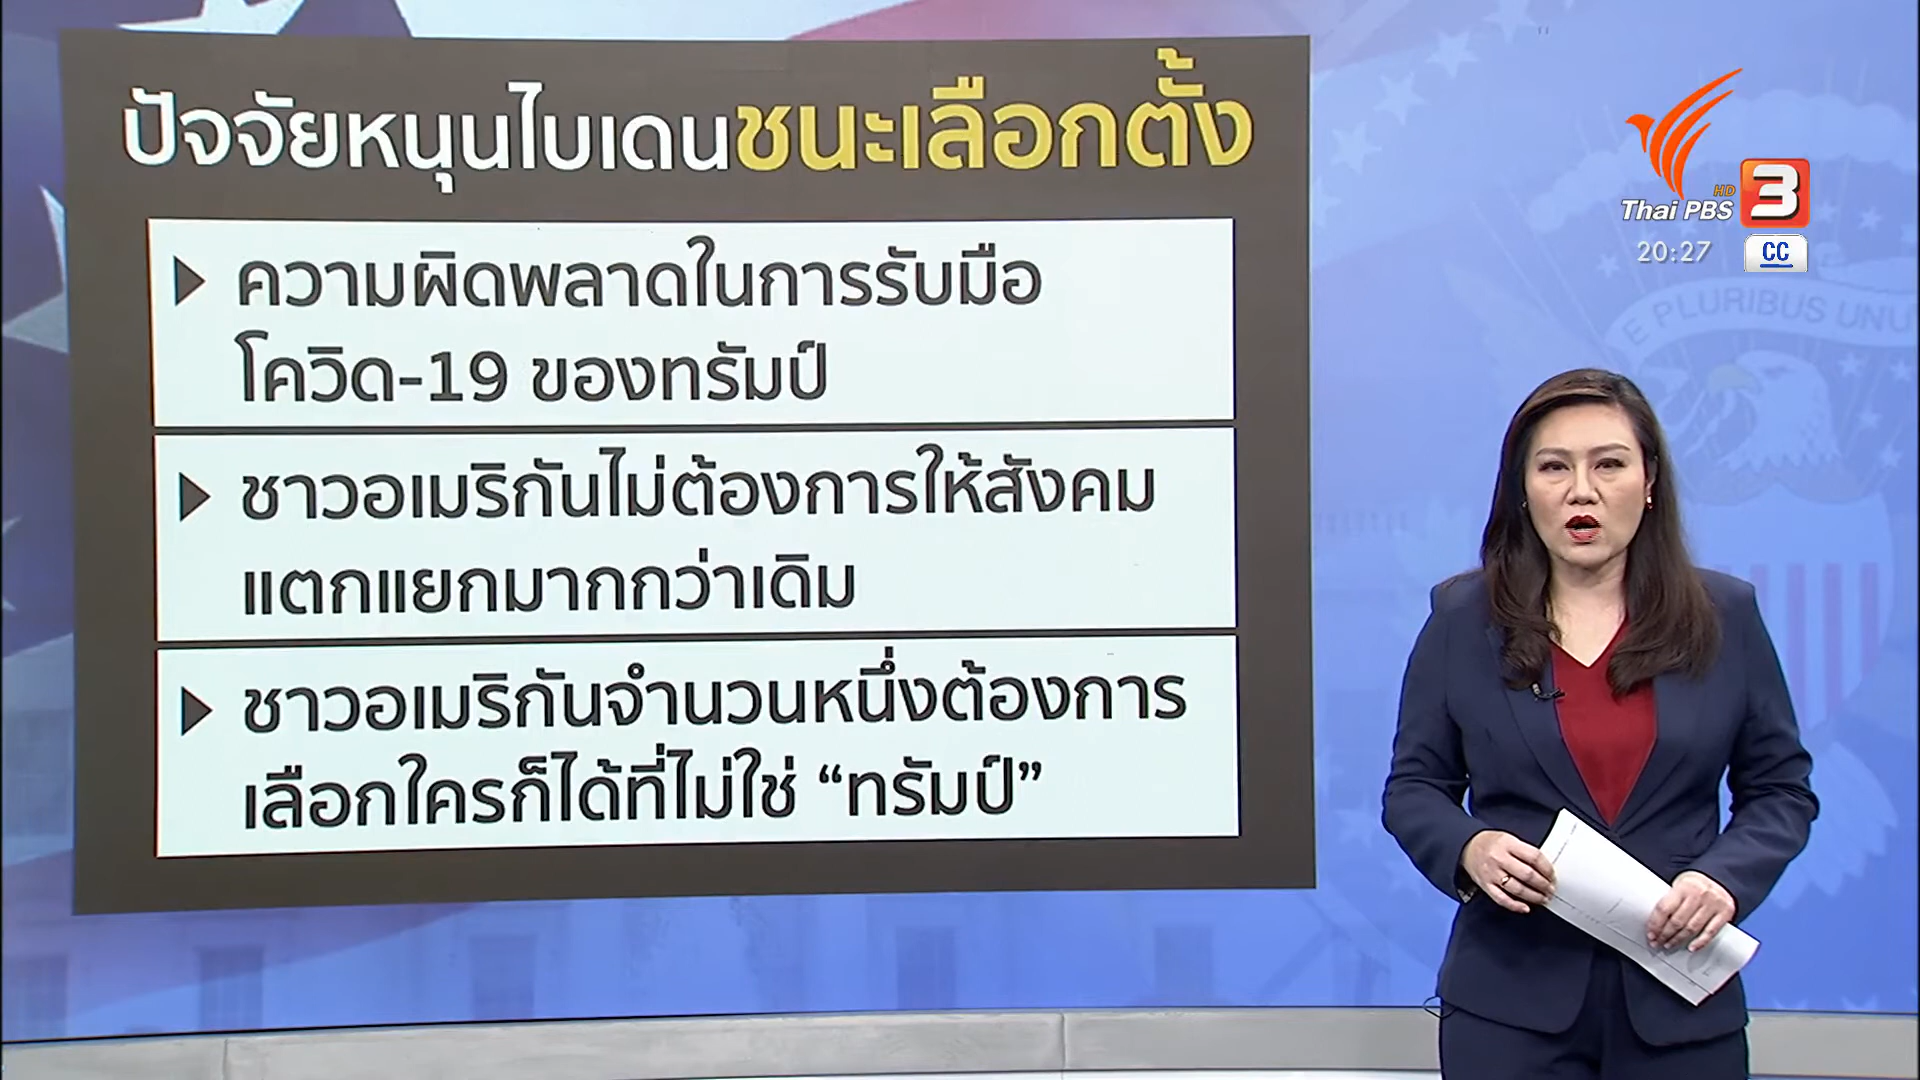 ปัจจัยหนุนไบเดนชนะเลือกตั้ง
ความผิดพลาดในการรับมือ
โควิด-19 ของทรัมป์
ชาวอเมริกันไม่ต้องการให้สังคม
แตกแยกมากกว่าเดิม
ชาวอเมริกันจำนวนหนึ่งต้องการ
เลือกใครก็ได้ที่ไม่ใช่ “ทรัมป์”
HD
Thai PBS 3
20:27 CC
E PLURIBUS UNU